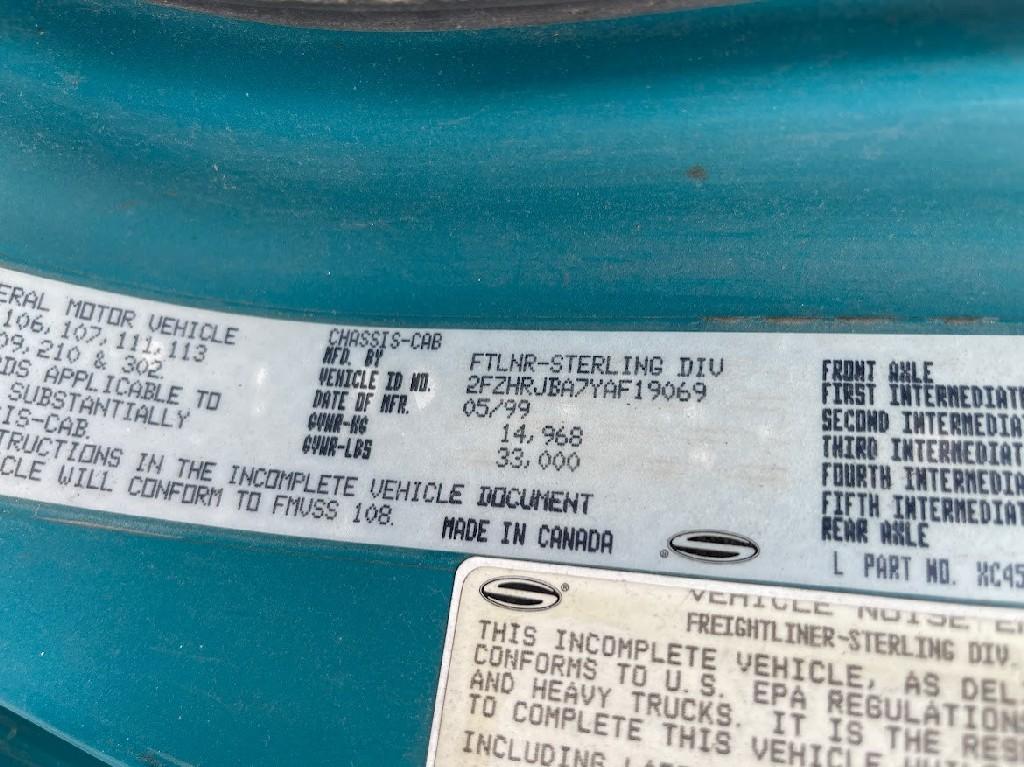 ERAL MOTOR VEHICLE
106, 107, 111, 113
09, 210 & 302
DS APPLICABLE TO
SUBSTANTIALLY
IS-CAB.
TRUCTIONS IN THE INCOMPLETE VEHICLE DOCUMENT
CLE WILL CONFORM TO FMVSS 108.
CHASSIS-CAB
MFD. BY FTLNR-STERLING DIV
VEHICLE ID NO. 2FZHRJBA7YAF19069
DATE OF MFR. 05/99
GVWR-KG 14,968
GVWR-LBS 33,000
MADE IN CANADA
FRONT AXLE
FIRST INTERMEDIATE
SECOND INTERMEDIA
THIRD INTERMEDIAT
FOURTH INTERMEDIA
FIFTH INTERMEDIAT
REAR AXLE
L PART NO. XC45
VEHICLE NOISE E
FREIGHTLINER-STERLING DIV.
THIS INCOMPLETE VEHICLE, AS DEL
CONFORMS TO U.S. EPA REGULATIONS
AND HEAVY TRUCKS. IT IS THE RES
TO COMPLETE THIS VEHICLE
INCLUDING